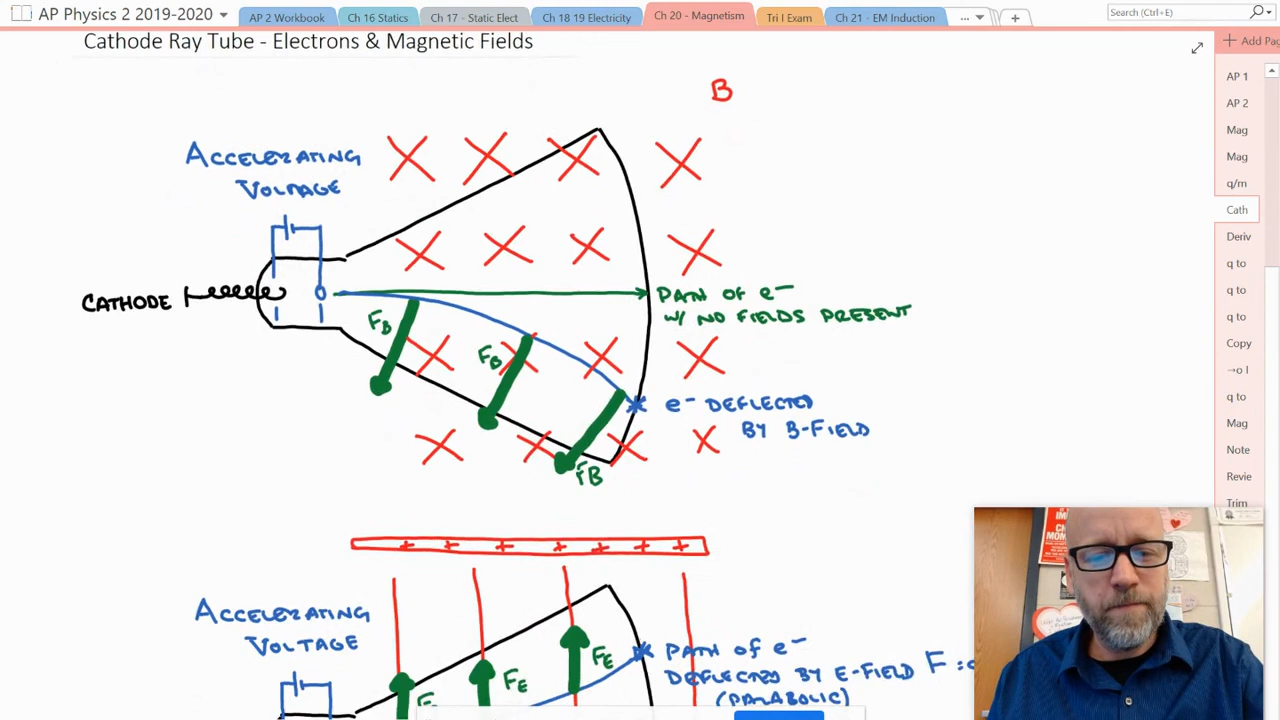 AP Physics 2 2019-2020
AP 2 Workbook
Ch 16 Statics
Ch 17 - Static Elect
Ch 18 19 Electricity
Ch 20 - Magnetism
Tri I Exam
Ch 21 - EM Induction
...
Search (Ctrl+E)
Cathode Ray Tube - Electrons & Magnetic Fields
Add Pag
AP 1
AP 2
Mag
Mag
q/m
Cath
Deriv
q to
q to
q to
Copy
→o l
q to
Mag
Note
Revie
Trim
B
ACCELERATING
VOLTAGE
CATHODE
PATH OF e-
W/ NO FIELDS PRESENT
FB
FB
e- DEFLECTED
BY B-FIELD
FB
+ + + + + + +
ACCELERATING
VOLTAGE
FE
FE
PATH OF e-
DEFLECTED BY E-FIELD F =
(PARABOLIC)